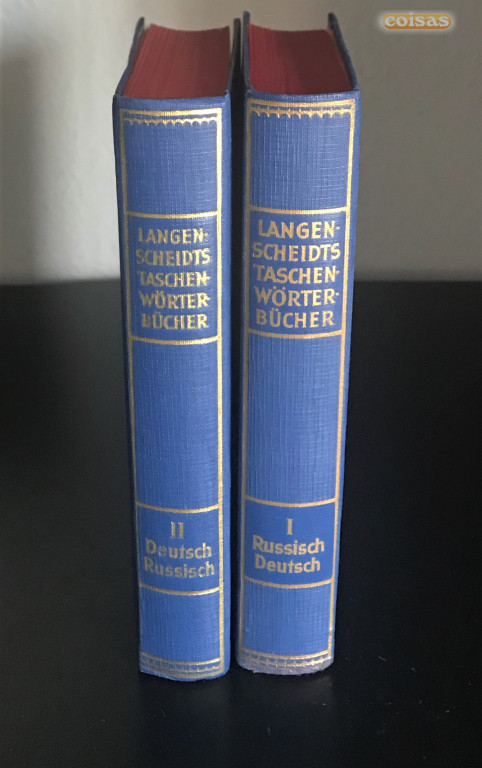 coisas
LANGEN-
SCHEIDTS
TASCHEN-
WÖRTER-
BÜCHER
II
Deutsch
Russisch
LANGEN-
SCHEIDTS
TASCHEN-
WÖRTER-
BÜCHER
I
Russisch
Deutsch